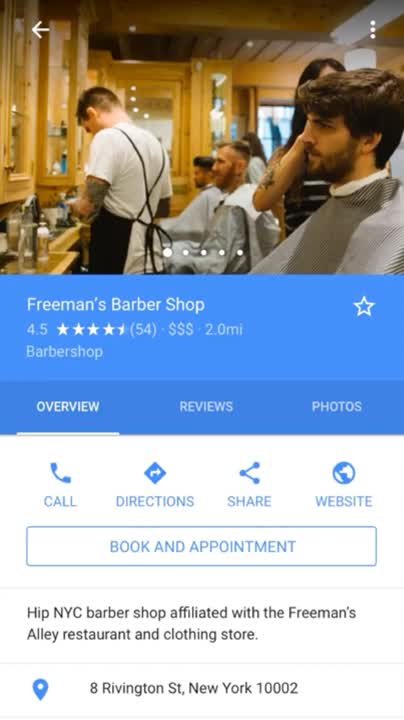 Freeman's Barber Shop
4.5 ★★★★⯨ (54) · $$$ · 2.0mi
Barbershop
OVERVIEW REVIEWS PHOTOS
CALL DIRECTIONS SHARE WEBSITE
BOOK AND APPOINTMENT
Hip NYC barber shop affiliated with the Freeman's
Alley restaurant and clothing store.
8 Rivington St, New York 10002